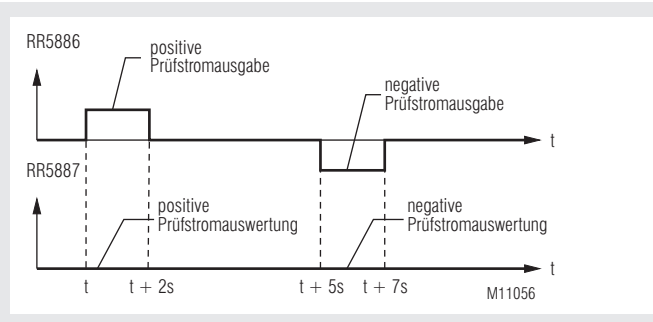 RR5886
positive
Prüfstromausgabe
negative
Prüfstromausgabe
t
RR5887
positive
Prüfstromauswertung
negative
Prüfstromauswertung
t
t t + 2s t + 5s t + 7s
M11056